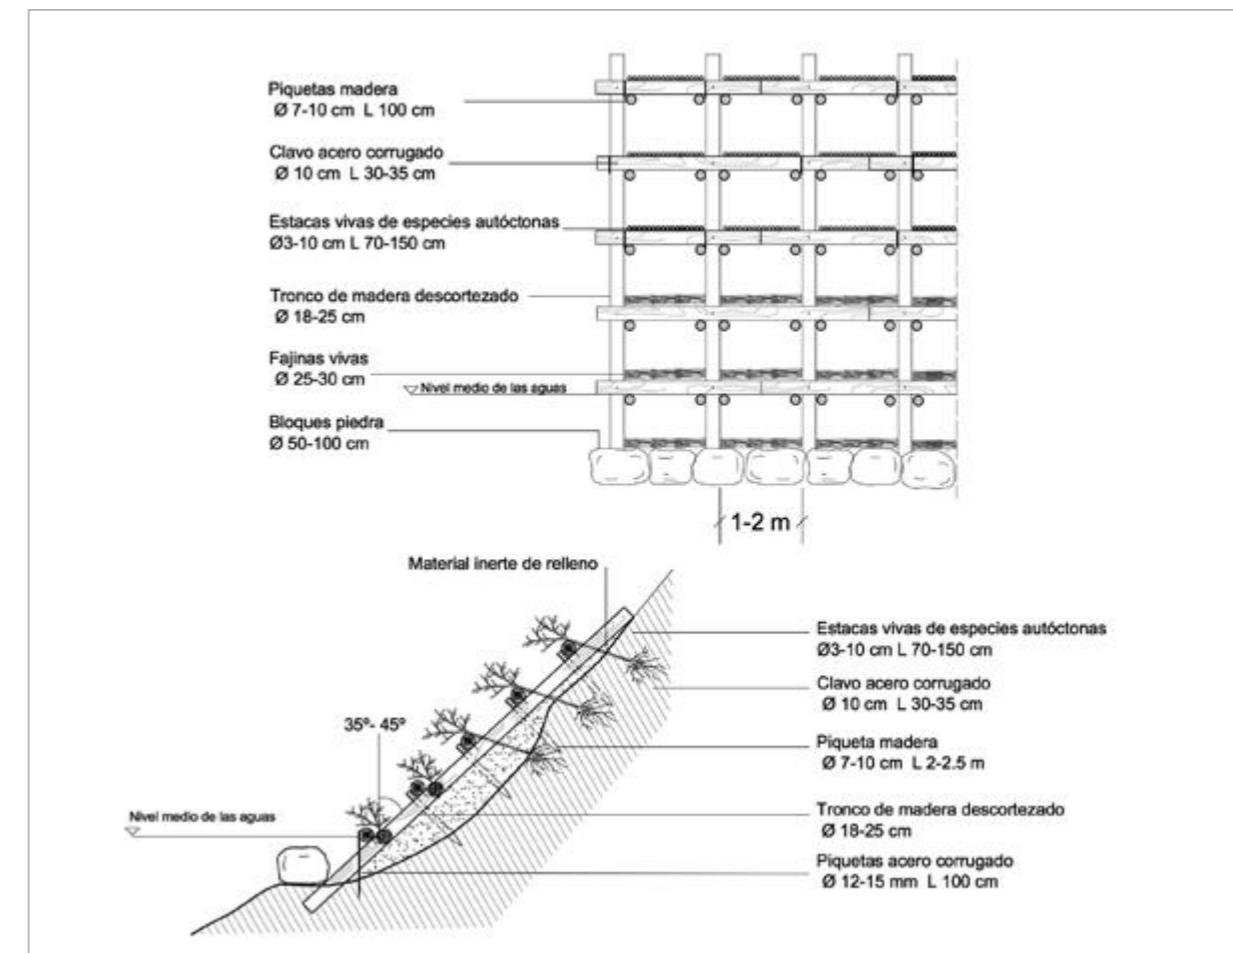 Piquetas madera
Ø 7-10 cm L 100 cm
Clavo acero corrugado
Ø 10 cm L 30-35 cm
Estacas vivas de especies autóctonas
Ø3-10 cm L 70-150 cm
Tronco de madera descortezado
Ø 18-25 cm
Fajinas vivas
Ø 25-30 cm
Nivel medio de las aguas
Bloques piedra
Ø 50-100 cm
1-2 m
Material inerte de relleno
Estacas vivas de especies autóctonas
Ø3-10 cm L 70-150 cm
Clavo acero corrugado
Ø 10 cm L 30-35 cm
35º- 45º
Piqueta madera
Ø 7-10 cm L 2-2.5 m
Nivel medio de las aguas
Tronco de madera descortezado
Ø 18-25 cm
Piquetas acero corrugado
Ø 12-15 mm L 100 cm